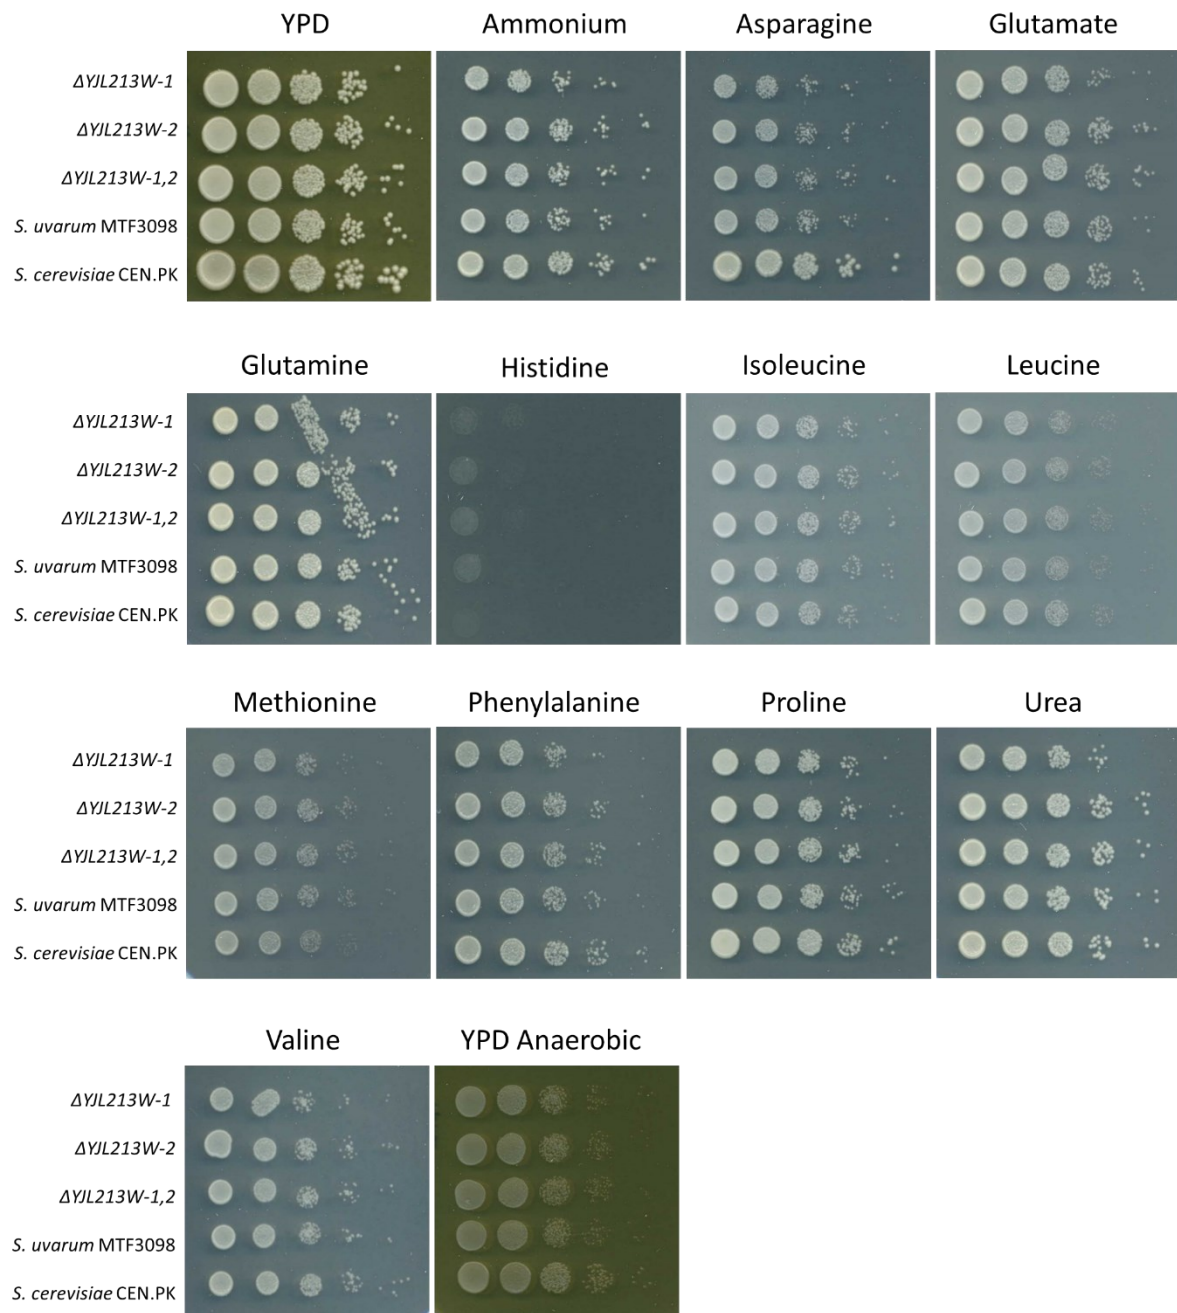 YPD Ammonium Asparagine Glutamate
ΔYJL213W-1
ΔYJL213W-2
ΔYJL213W-1,2
S. uvarum MTF3098
S. cerevisiae CEN.PK
Glutamine Histidine Isoleucine Leucine
ΔYJL213W-1
ΔYJL213W-2
ΔYJL213W-1,2
S. uvarum MTF3098
S. cerevisiae CEN.PK
Methionine Phenylalanine Proline Urea
ΔYJL213W-1
ΔYJL213W-2
ΔYJL213W-1,2
S. uvarum MTF3098
S. cerevisiae CEN.PK
Valine YPD Anaerobic
ΔYJL213W-1
ΔYJL213W-2
ΔYJL213W-1,2
S. uvarum MTF3098
S. cerevisiae CEN.PK